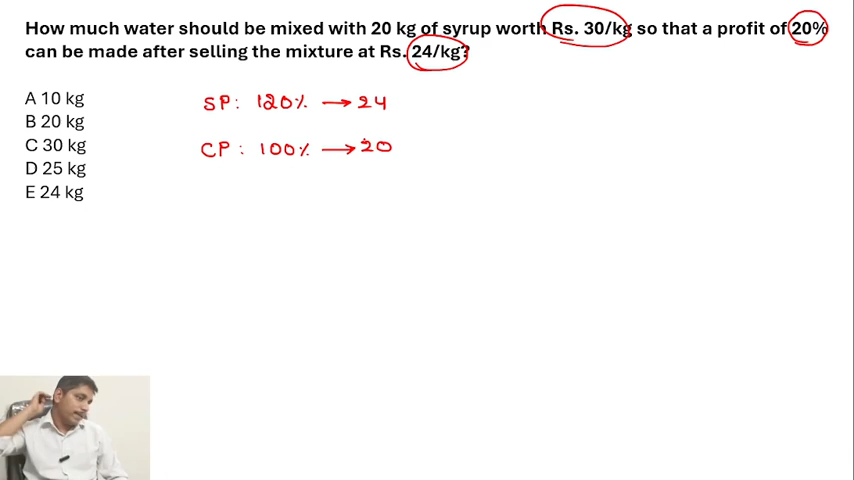 How much water should be mixed with 20 kg of syrup worth Rs. 30/kg so that a profit of 20%
can be made after selling the mixture at Rs. 24/kg?
A 10 kg
B 20 kg
C 30 kg
D 25 kg
E 24 kg
SP: 120% → 24
CP: 100% → 20